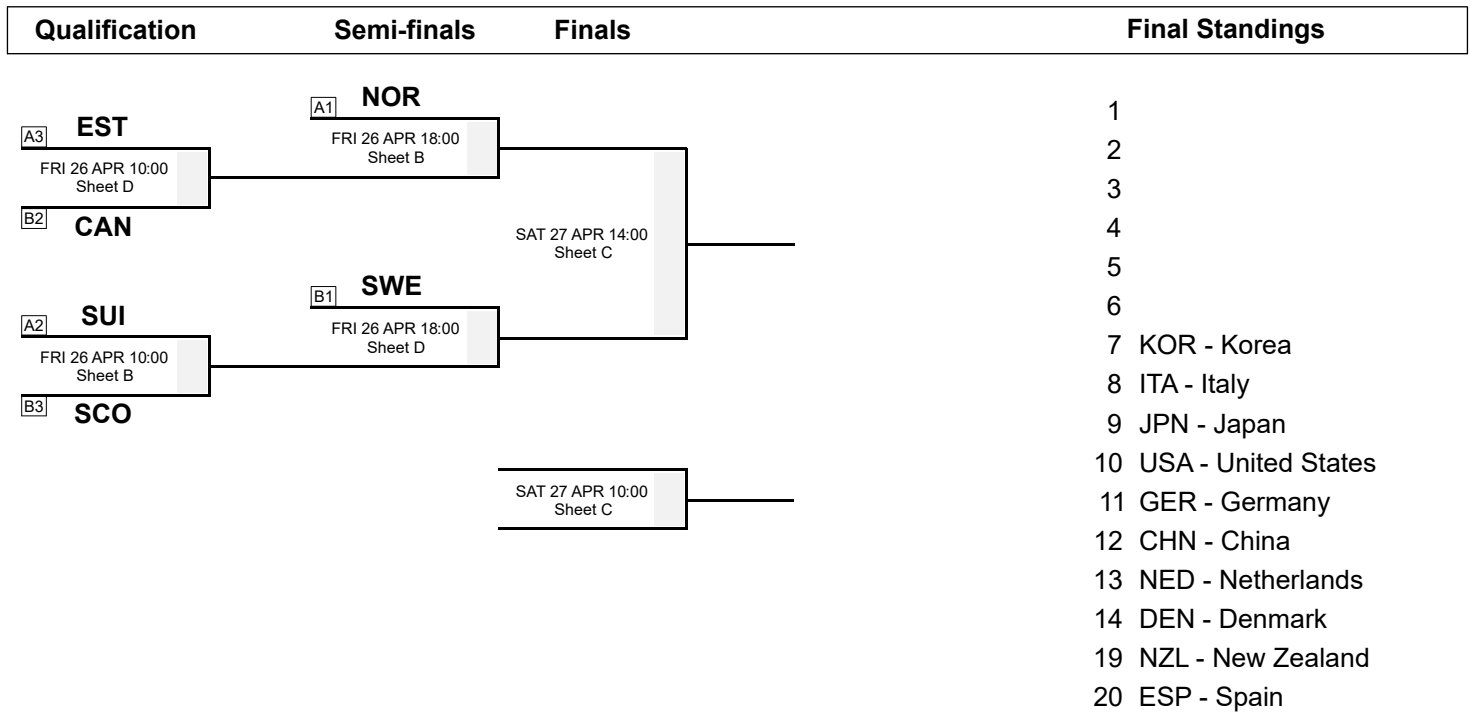 Qualification Semi-finals Finals Final Standings
A1 NOR
A3 EST
FRI 26 APR 10:00
Sheet D
B2 CAN
FRI 26 APR 18:00
Sheet B
SAT 27 APR 14:00
Sheet C
B1 SWE
A2 SUI
FRI 26 APR 10:00
Sheet B
B3 SCO
FRI 26 APR 18:00
Sheet D
SAT 27 APR 10:00
Sheet C
1
2
3
4
5
6
7 KOR - Korea
8 ITA - Italy
9 JPN - Japan
10 USA - United States
11 GER - Germany
12 CHN - China
13 NED - Netherlands
14 DEN - Denmark
19 NZL - New Zealand
20 ESP - Spain